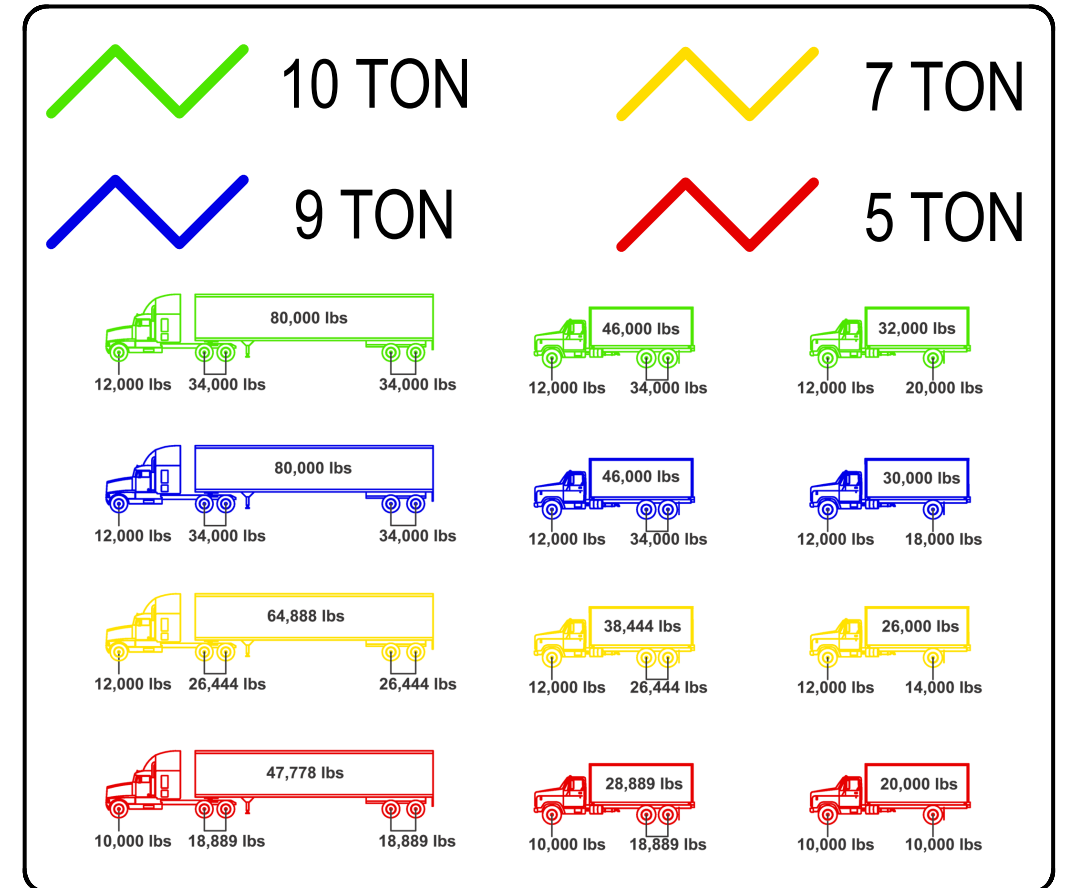 10 TON
7 TON
9 TON
5 TON
80,000 lbs
46,000 lbs
32,000 lbs
12,000 lbs 34,000 lbs 34,000 lbs
12,000 lbs 34,000 lbs
12,000 lbs 20,000 lbs
80,000 lbs
46,000 lbs
30,000 lbs
12,000 lbs 34,000 lbs 34,000 lbs
12,000 lbs 34,000 lbs
12,000 lbs 18,000 lbs
64,888 lbs
38,444 lbs
26,000 lbs
12,000 lbs 26,444 lbs 26,444 lbs
12,000 lbs 26,444 lbs
12,000 lbs 14,000 lbs
47,778 lbs
28,889 lbs
20,000 lbs
10,000 lbs 18,889 lbs 18,889 lbs
10,000 lbs 18,889 lbs
10,000 lbs 10,000 lbs